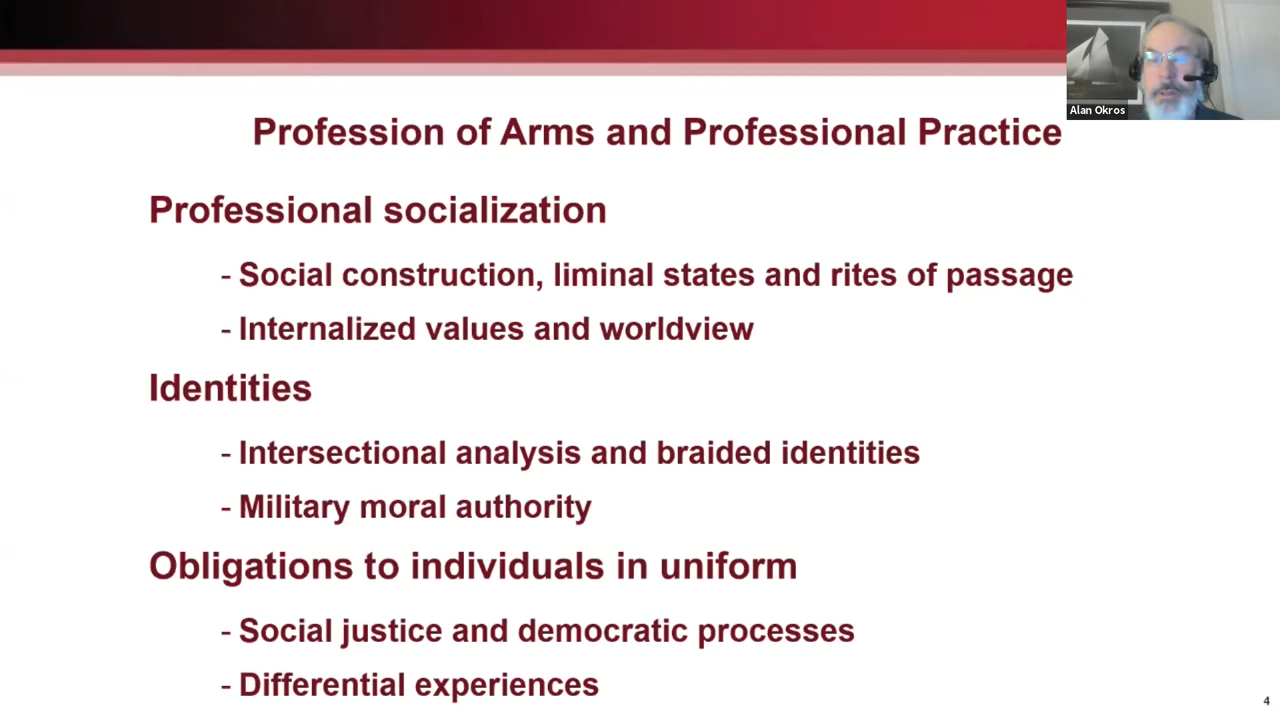 Alan Okros
Profession of Arms and Professional Practice
Professional socialization
- Social construction, liminal states and rites of passage
- Internalized values and worldview
Identities
- Intersectional analysis and braided identities
- Military moral authority
Obligations to individuals in uniform
- Social justice and democratic processes
- Differential experiences
4